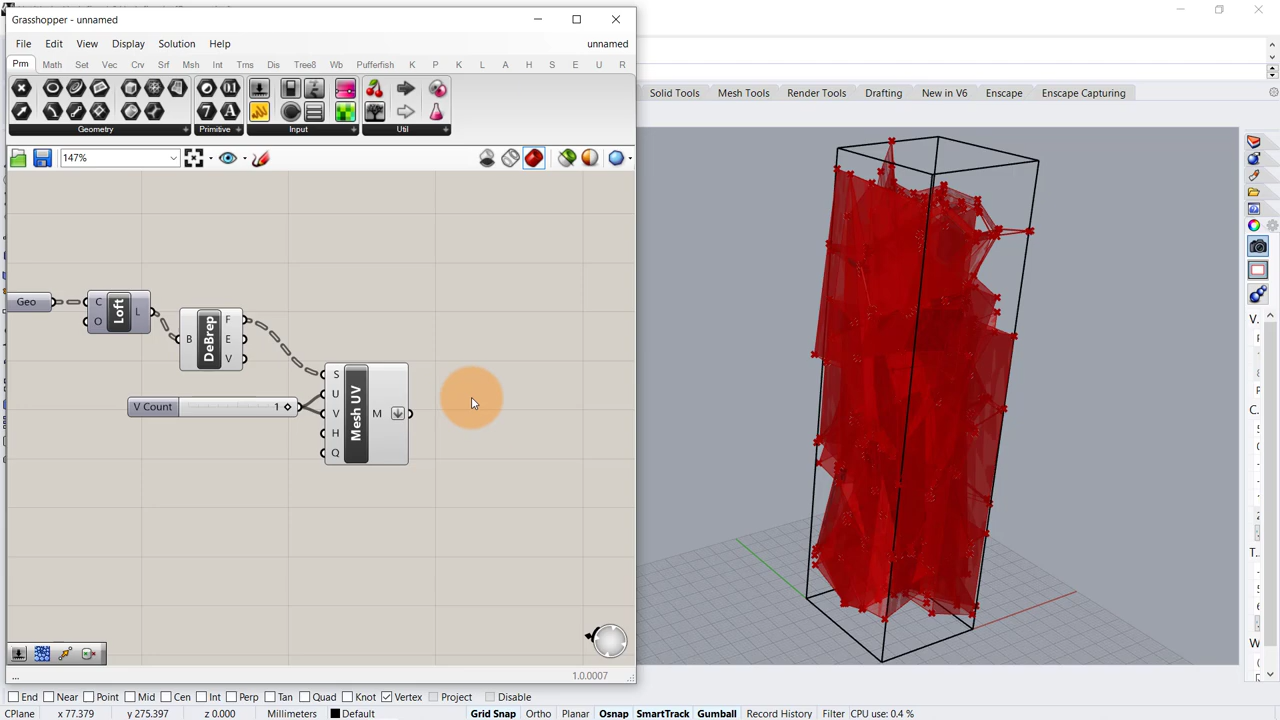 Grasshopper - unnamed
File Edit View Display Solution Help unnamed
Prm Math Set Vec Crv Srf Msh Int Trns Dis Tree8 Wb Pufferfish K P K L A H S E U R
Geometry Primitive Input Util
147%
Solid Tools Mesh Tools Render Tools Drafting New in V6 Enscape Enscape Capturing
Geo
C
O
Loft
L
B
DeBrep
F
E
V
V Count 1
S
U
V
H
Q
Mesh UV
M
V.
C.
T...
W
... 1.0.0007
End Near Point Mid Cen Int Perp Tan Quad Knot Vertex Project Disable
CPlane x 77.379 y 275.397 z 0.000 Millimeters Default Grid Snap Ortho Planar Osnap SmartTrack Gumball Record History Filter CPU use: 0.4 %